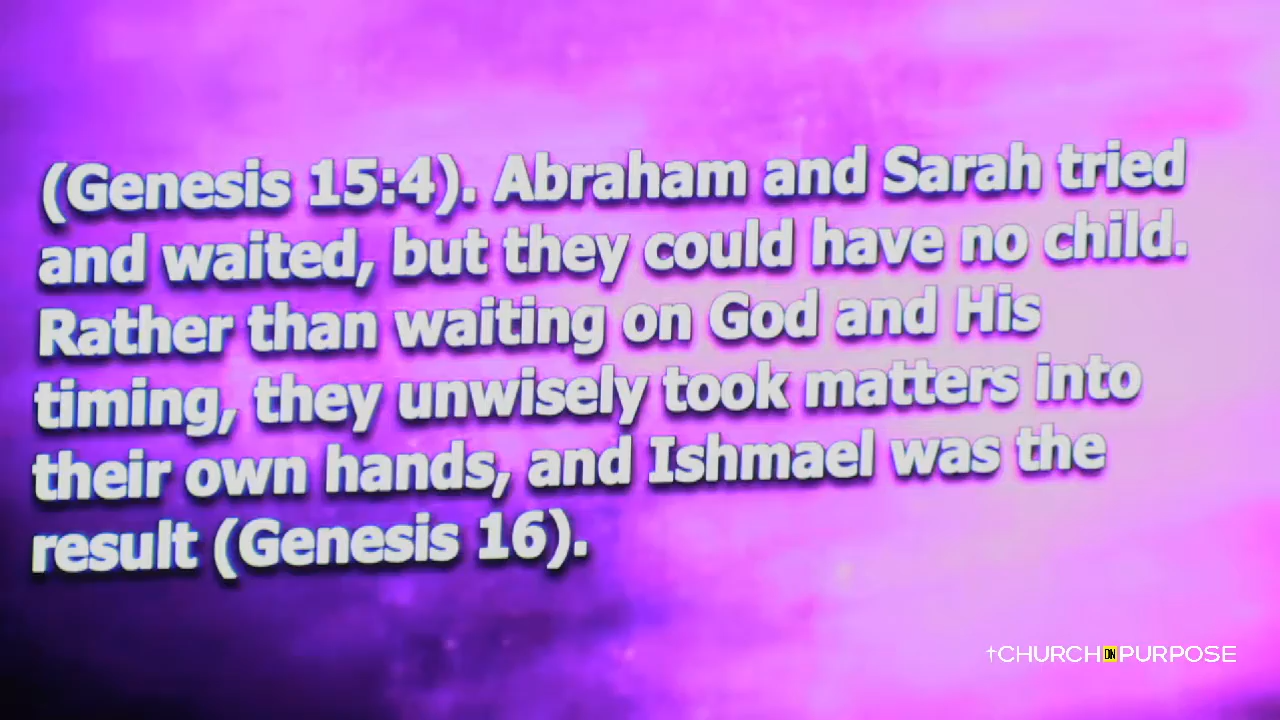 (Genesis 15:4). Abraham and Sarah tried
and waited, but they could have no child.
Rather than waiting on God and His
timing, they unwisely took matters into
their own hands, and Ishmael was the
result (Genesis 16).
†CHURCH ON PURPOSE